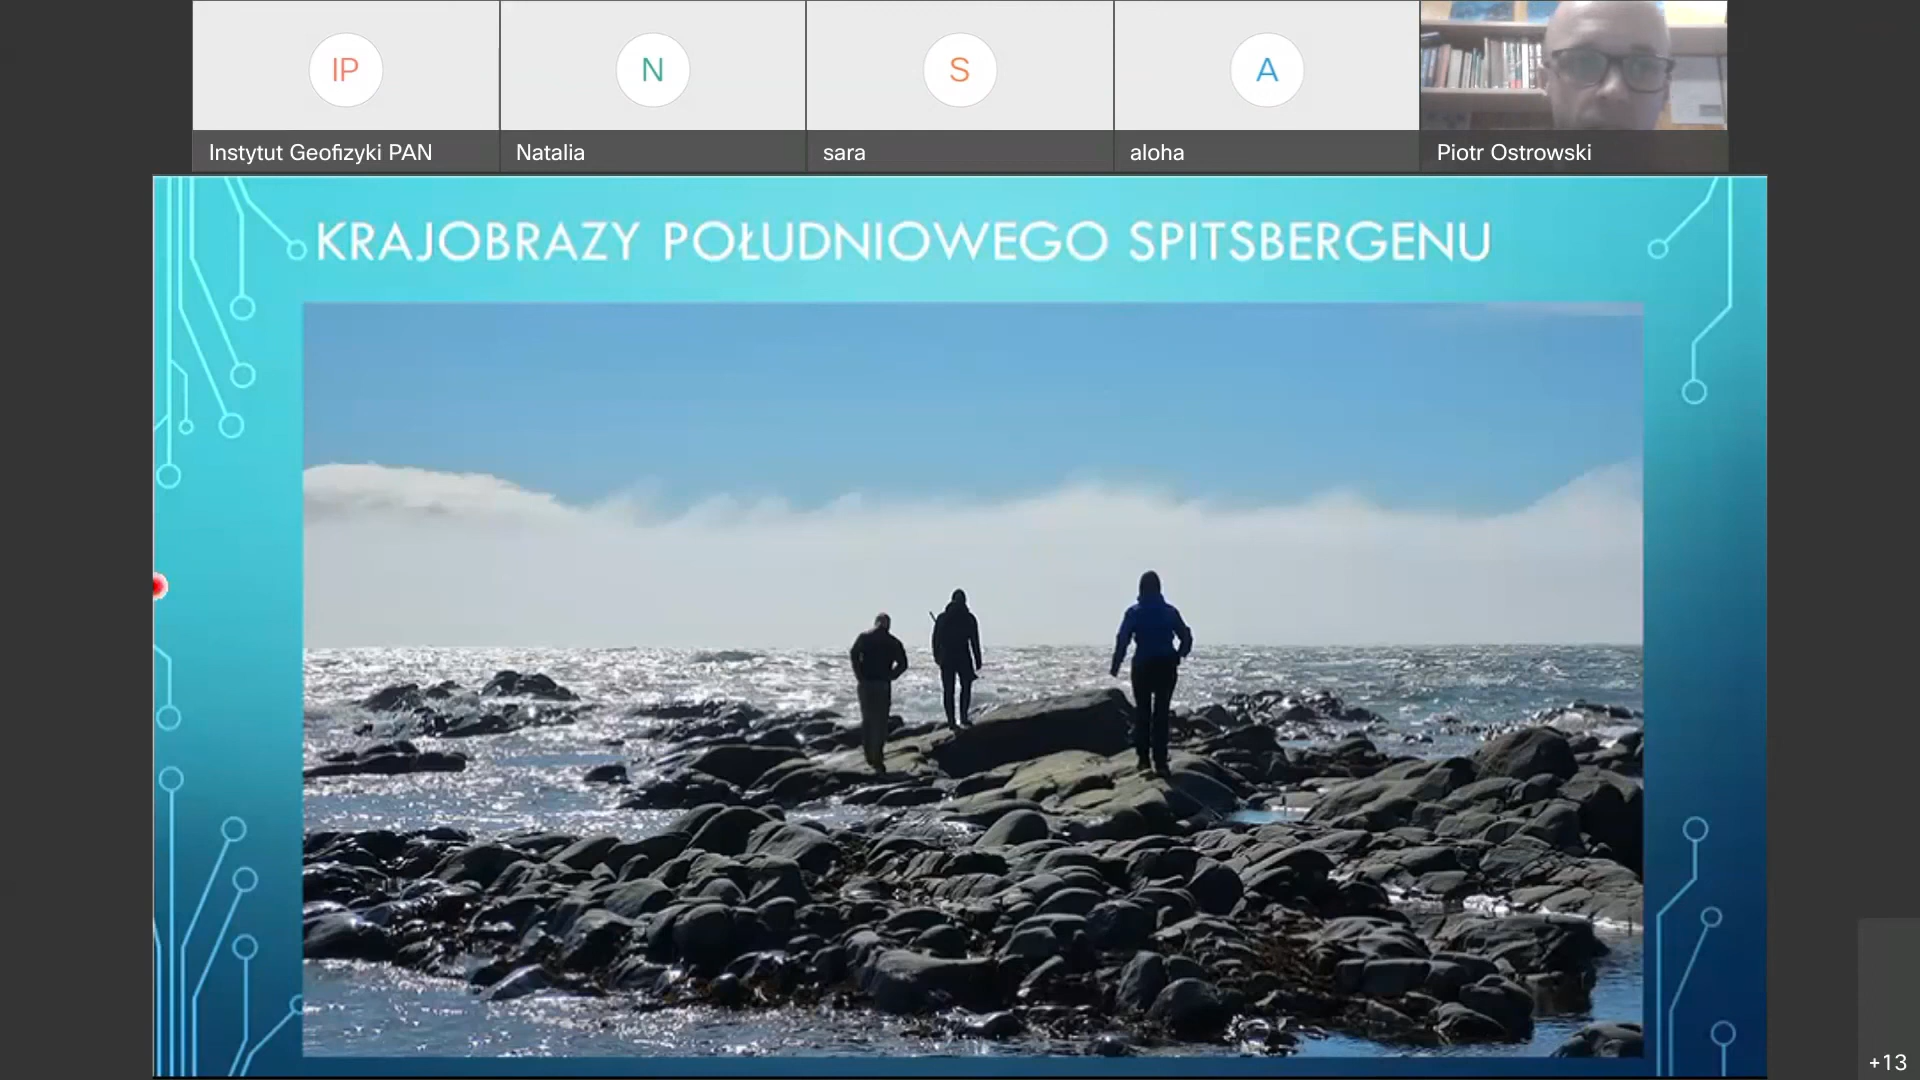 IP
N
S
A
Instytut Geofizyki PAN
Natalia
sara
aloha
Piotr Ostrowski
KRAJOBRAZY POŁUDNIOWEGO SPITSBERGENU
+13